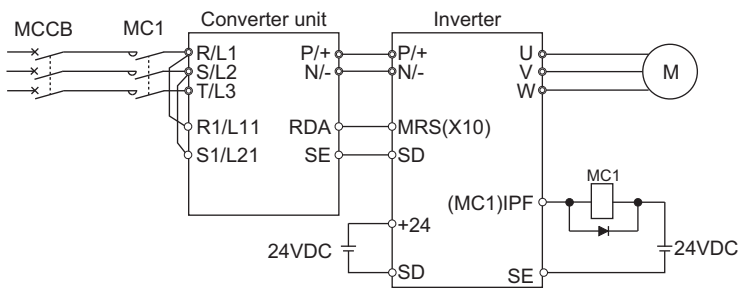 Converter unit
Inverter
MCCB
MC1
R/L1
P/+
P/+
U
S/L2
N/-
N/-
V
M
T/L3
W
R1/L11
RDA
MRS(X10)
S1/L21
SE
SD
MC1
(MC1)IPF
+24
24VDC
24VDC
SD
SE